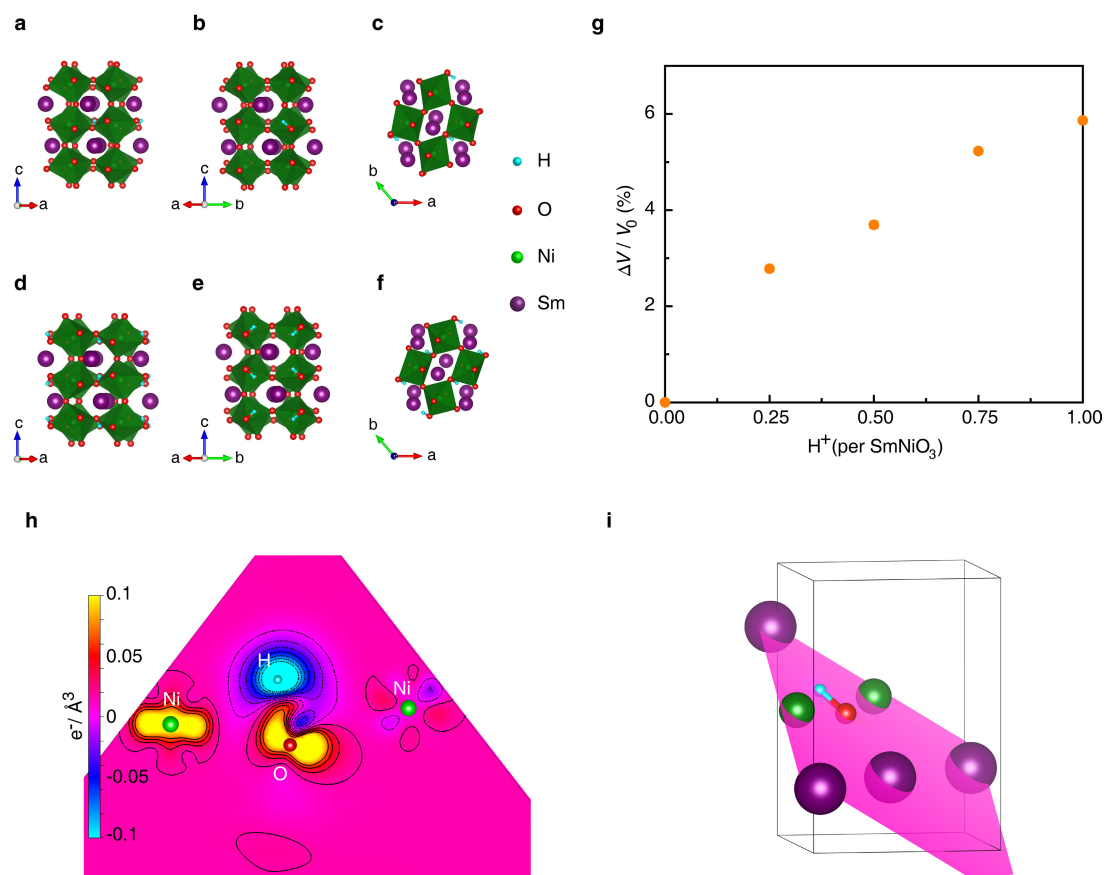 a
b
c
g
c
a
c
a
b
b
a
H
O
Ni
Sm
d
e
f
c
a
c
a
b
b
a
ΔV / V0 (%)
6
4
2
0
0.00
0.25
0.50
0.75
1.00
H+(per SmNiO3)
h
i
e-/ Å3
0.1
0.05
0
-0.05
-0.1
H
Ni
Ni
O